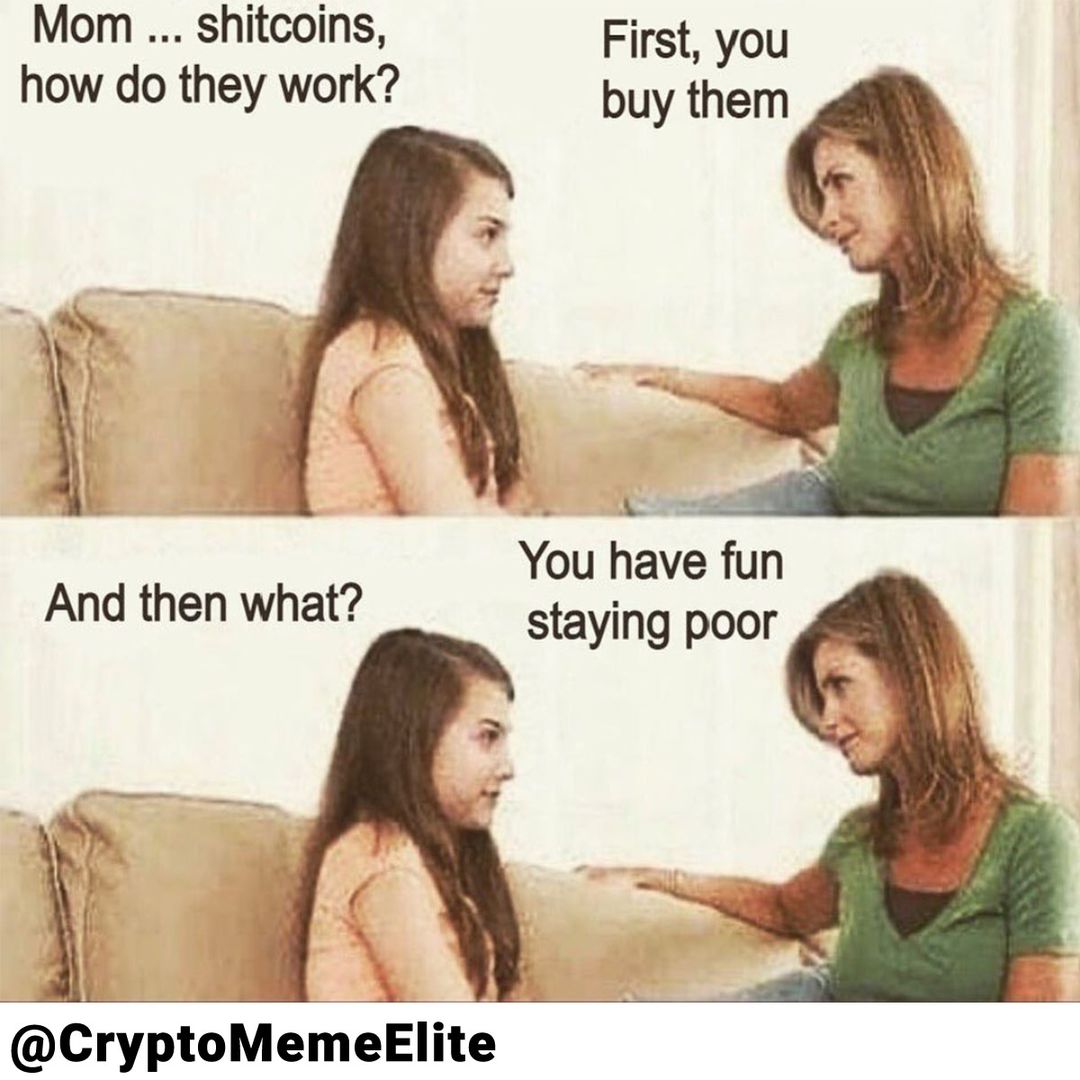 Mom ... shitcoins,
how do they work?
First, you
buy them
And then what?
You have fun
staying poor
@CryptoMemeElite